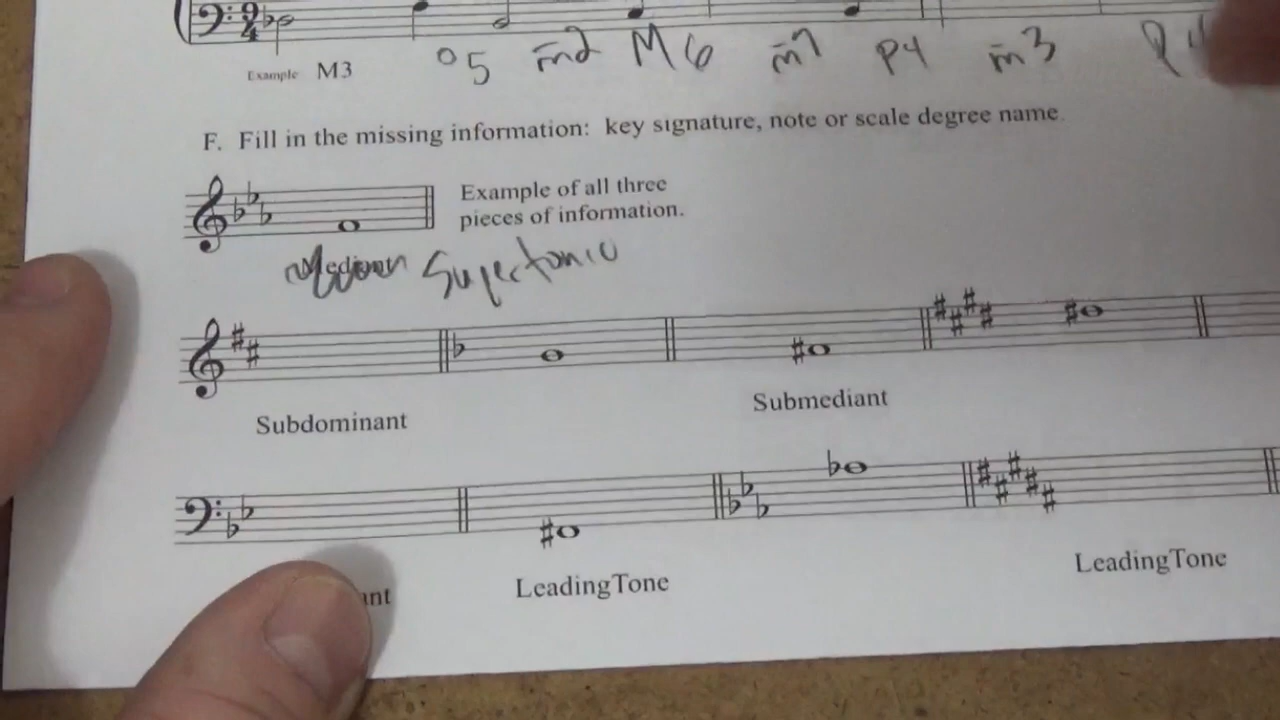 Example M3 °5 m2 M6 m7 P4 m3
F. Fill in the missing information: key signature, note or scale degree name.
Example of all three
pieces of information.
Supertonic
Subdominant
Submediant
LeadingTone
LeadingTone